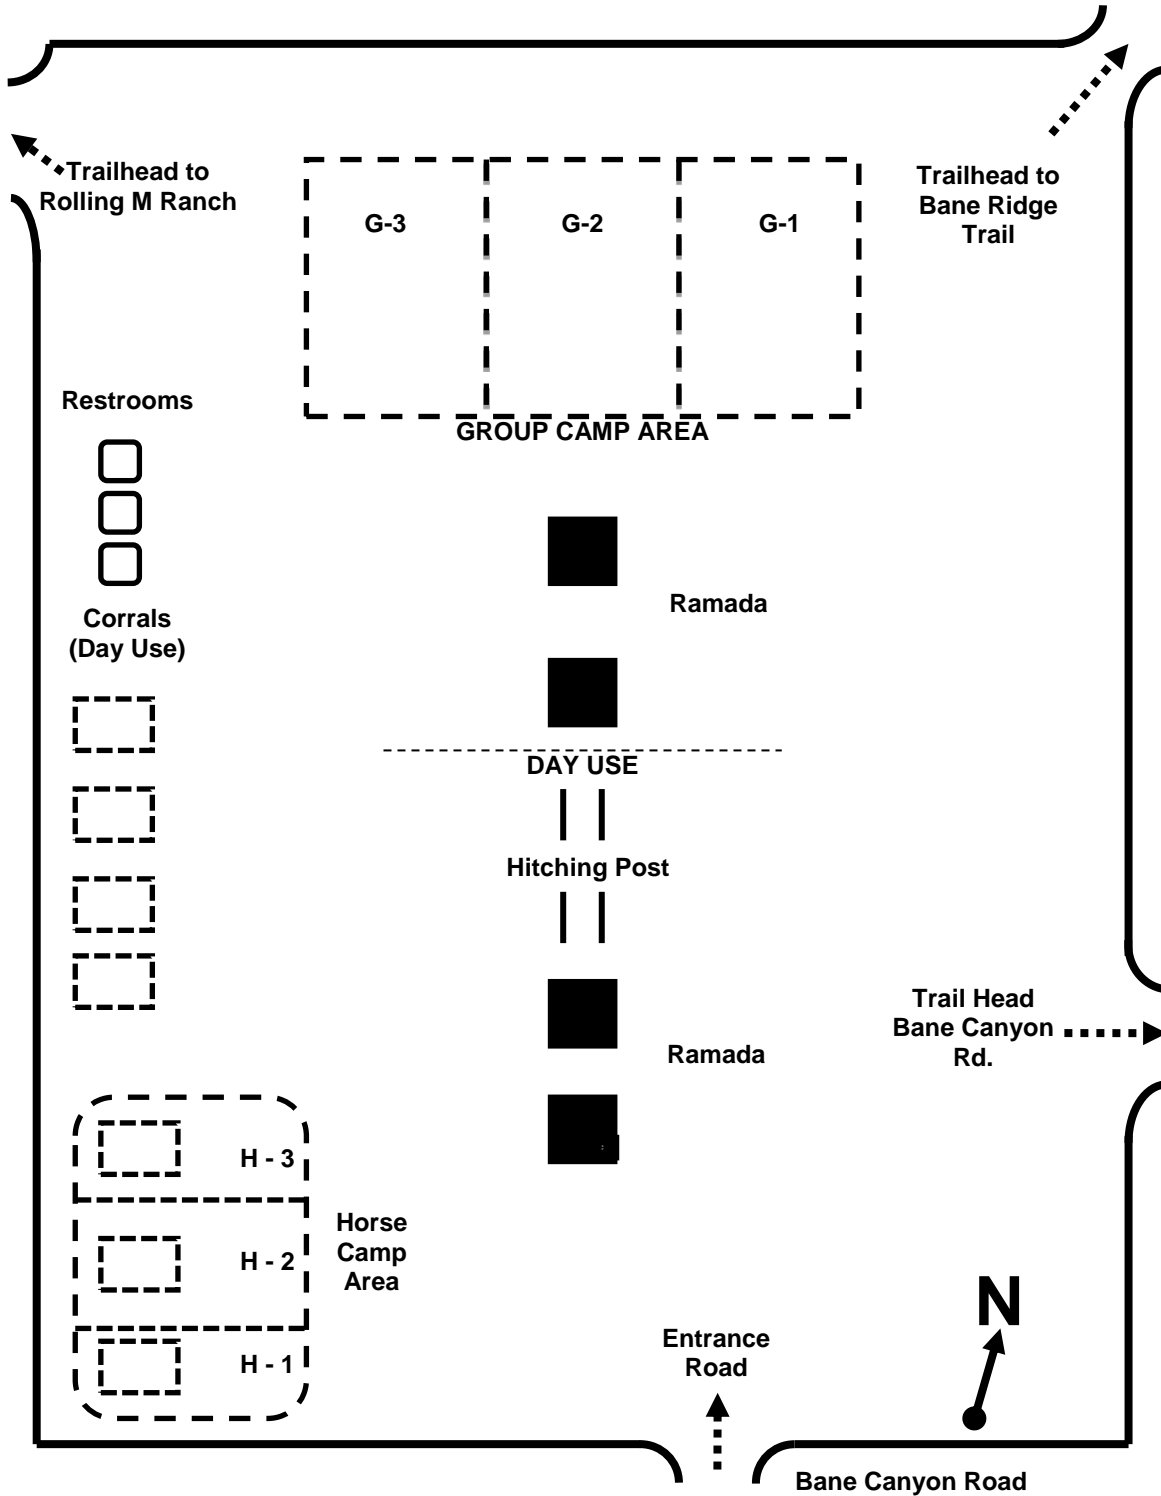 Trailhead to
Rolling M Ranch
Trailhead to
Bane Ridge
Trail
G-3
G-2
G-1
GROUP CAMP AREA
Restrooms
Corrals
(Day Use)
Ramada
DAY USE
Hitching Post
Trail Head
Bane Canyon
Rd.
Ramada
H - 3
H - 2
H - 1
Horse
Camp
Area
N
Entrance
Road
Bane Canyon Road